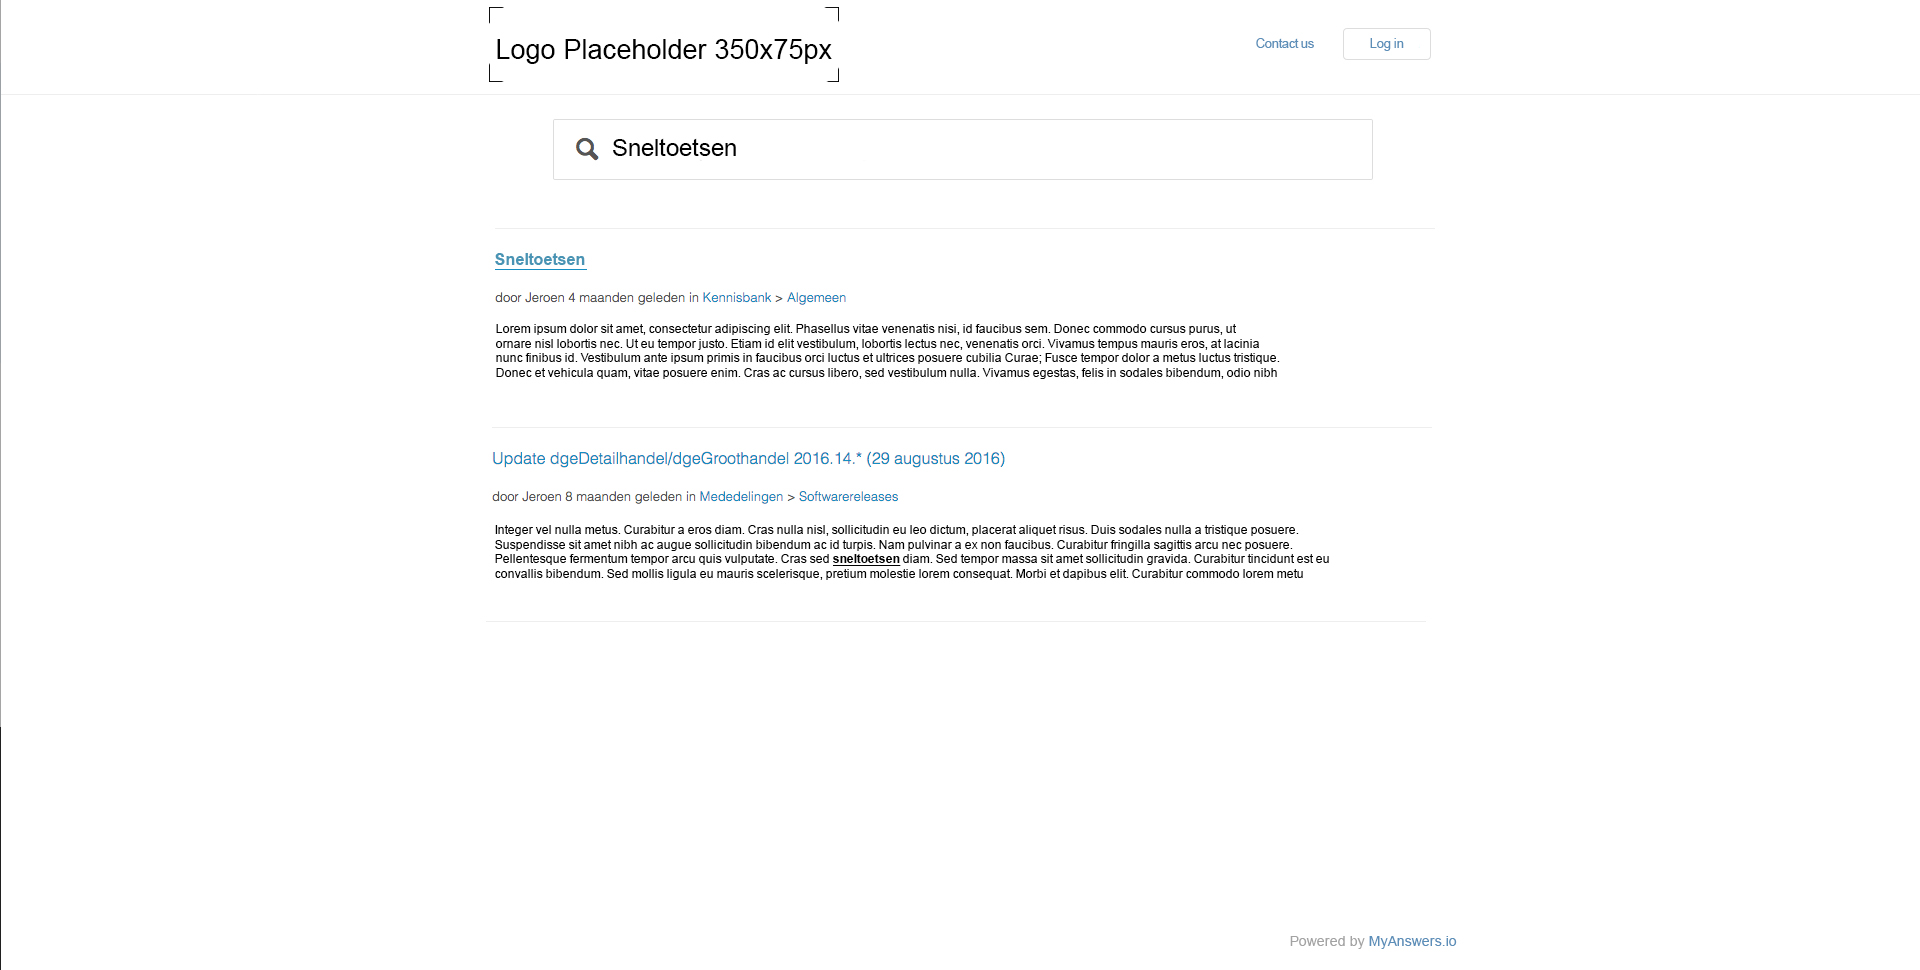 Logo Placeholder 350x75px
Contact us
Log in
Sneltoetsen
Sneltoetsen
door Jeroen 4 maanden geleden in Kennisbank > Algemeen
Lorem ipsum dolor sit amet, consectetur adipiscing elit. Phasellus vitae venenatis nisi, id faucibus sem. Donec commodo cursus purus, ut
ornare nisl lobortis nec. Ut eu tempor justo. Etiam id elit vestibulum, lobortis lectus nec, venenatis orci. Vivamus tempus mauris eros, at lacinia
nunc finibus id. Vestibulum ante ipsum primis in faucibus orci luctus et ultrices posuere cubilia Curae; Fusce tempor dolor a metus luctus tristique.
Donec et vehicula quam, vitae posuere enim. Cras ac cursus libero, sed vestibulum nulla. Vivamus egestas, felis in sodales bibendum, odio nibh
Update dgeDetailhandel/dgeGroothandel 2016.14.* (29 augustus 2016)
door Jeroen 8 maanden geleden in Mededelingen > Softwarereleases
Integer vel nulla metus. Curabitur a eros diam. Cras nulla nisl, sollicitudin eu leo dictum, placerat aliquet risus. Duis sodales nulla a tristique posuere.
Suspendisse sit amet nibh ac augue sollicitudin bibendum ac id turpis. Nam pulvinar a ex non faucibus. Curabitur fringilla sagittis arcu nec posuere.
Pellentesque fermentum tempor arcu quis vulputate. Cras sed sneltoetsen diam. Sed tempor massa sit amet sollicitudin gravida. Curabitur tincidunt est eu
convallis bibendum. Sed mollis ligula eu mauris scelerisque, pretium molestie lorem consequat. Morbi et dapibus elit. Curabitur commodo lorem metu
Powered by MyAnswers.io